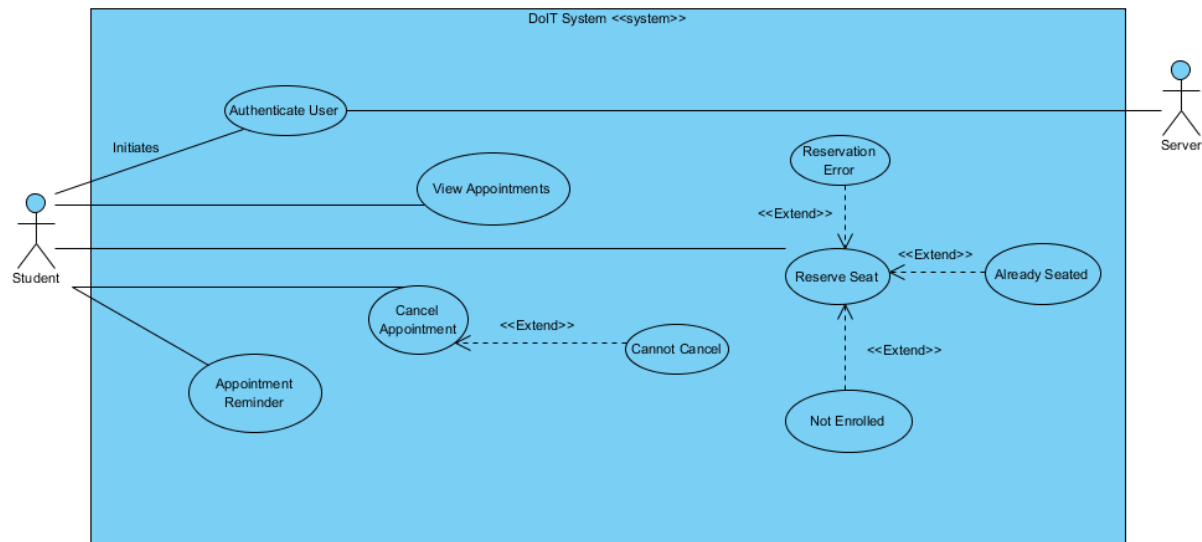 DoIT System <<system>>
Authenticate User
Initiates
Server
Reservation
Error
View Appointments
<<Extend>>
<<Extend>>
Student
Reserve Seat
Already Seated
Cancel
Appointment
<<Extend>>
Cannot Cancel
<<Extend>>
Appointment
Reminder
Not Enrolled